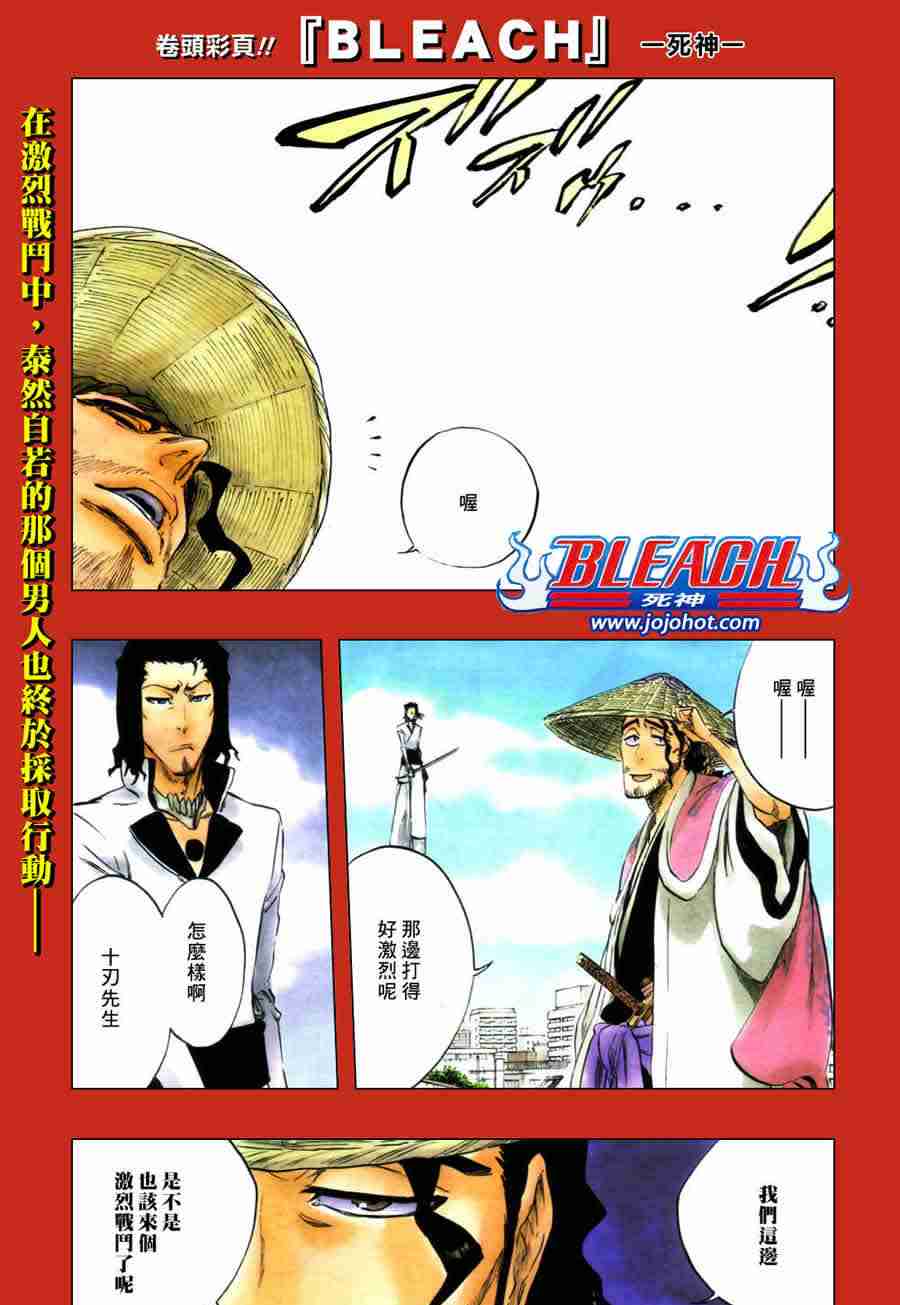 卷頭彩頁!!
『BLEACH』
—死神—
在激烈戰鬥中，泰然自若的那個男人也終於採取行動——
ズズゥ...
喔
BLEACH
死神
www.jojohot.com
喔
喔
那邊打得
好激烈呢
怎麼樣啊
十刃先生
我們這邊
是不是
也該來個
激烈戰鬥了呢